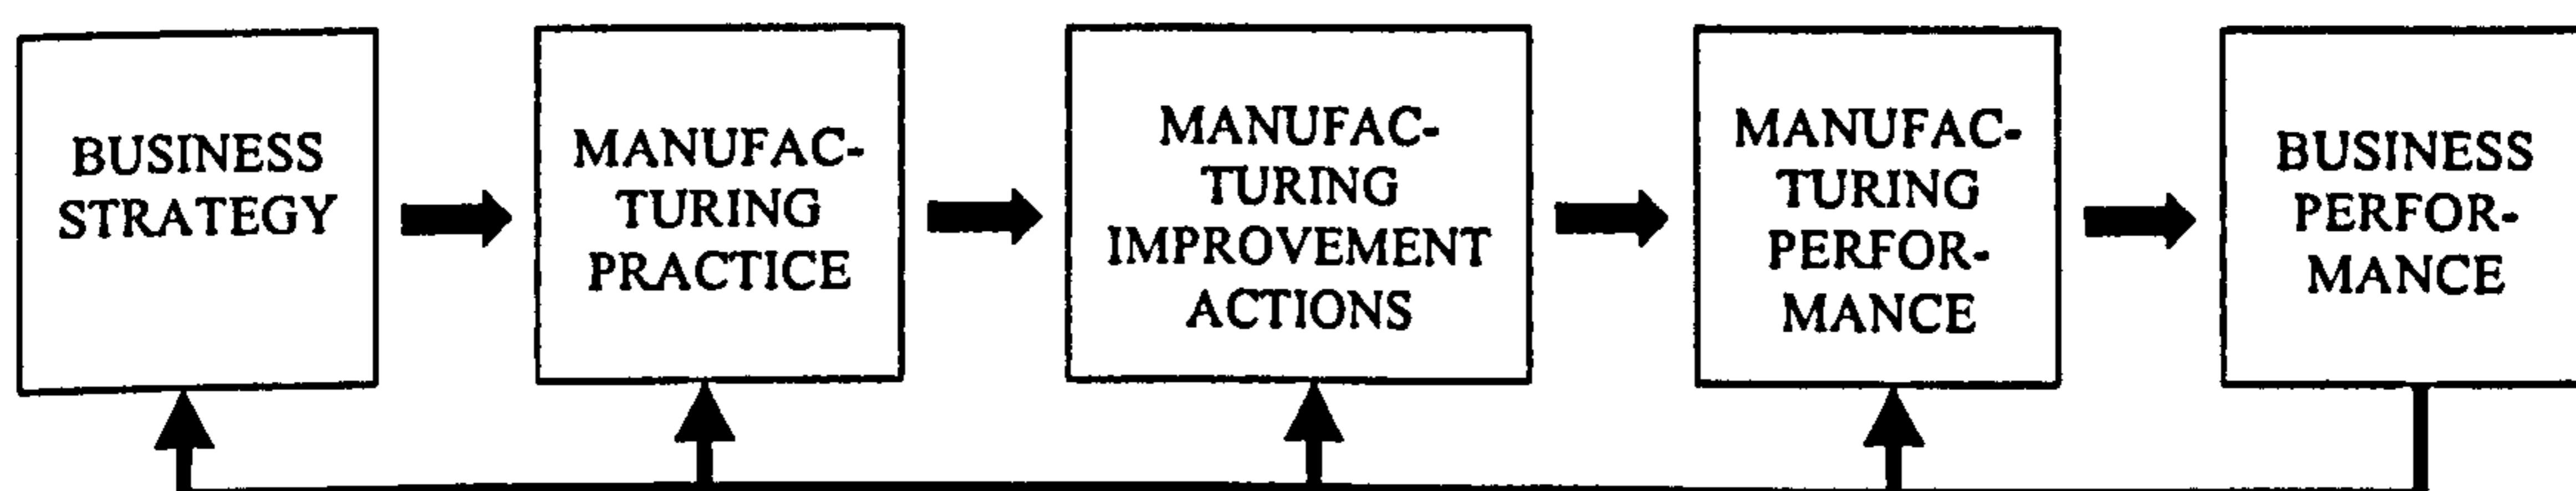 BUSINESS
STRATEGY
MANUFAC-
TURING
PRACTICE
MANUFAC-
TURING
IMPROVEMENT
ACTIONS
MANUFAC-
TURING
PERFOR-
MANCE
BUSINESS
PERFOR-
MANCE